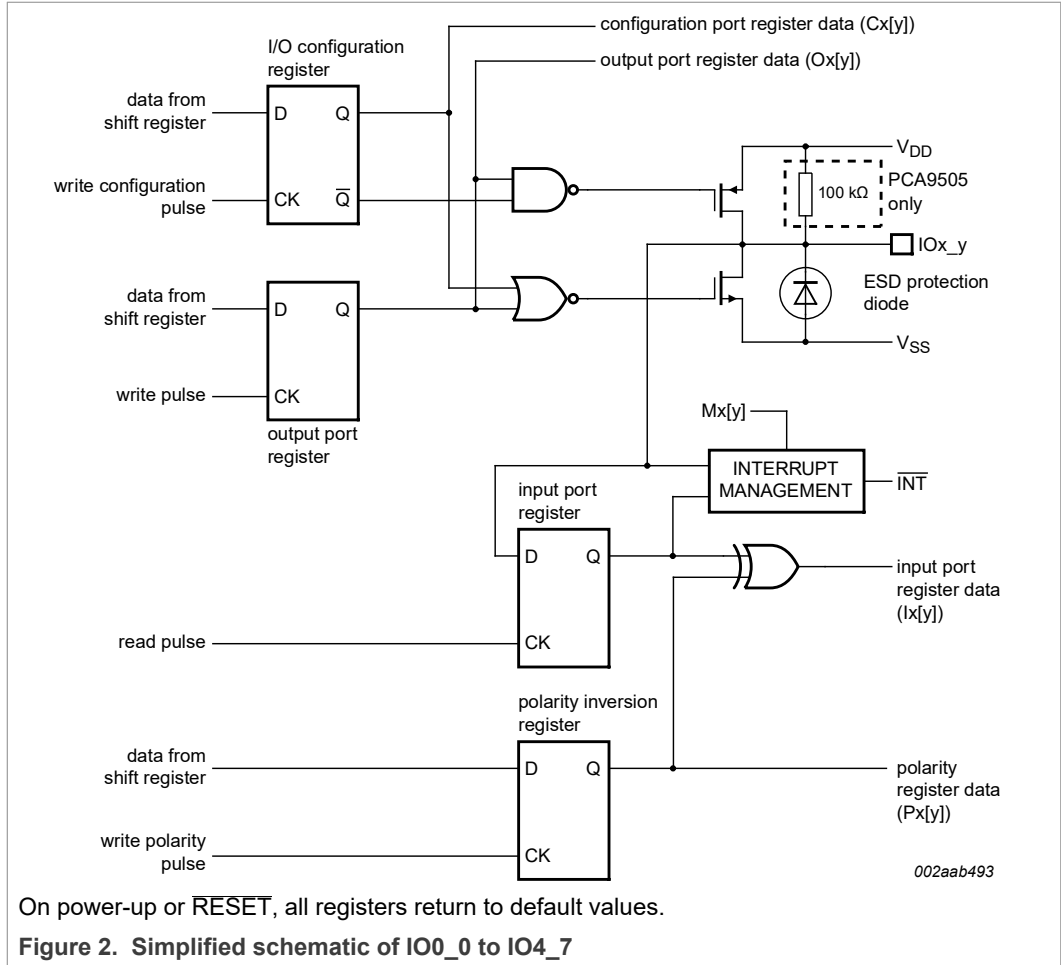 configuration port register data (Cx[y])
I/O configuration
register
output port register data (Ox[y])
data from
shift register
D
Q
write configuration
pulse
CK
Q̅
VDD
100 kΩ
PCA9505
only
IOx_y
ESD protection
diode
VSS
data from
shift register
D
Q
write pulse
CK
output port
register
Mx[y]
INTERRUPT
MANAGEMENT
I̅N̅T̅
input port
register
D
Q
input port
register data
(Ix[y])
read pulse
CK
polarity inversion
register
data from
shift register
D
Q
polarity
register data
(Px[y])
write polarity
pulse
CK
002aab493
On power-up or R̅E̅S̅E̅T̅, all registers return to default values.
Figure 2. Simplified schematic of IO0_0 to IO4_7